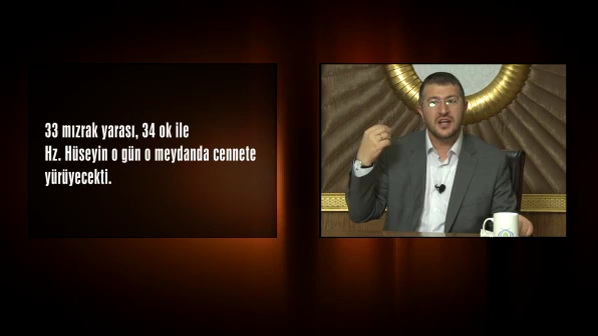 33 mızrak yarası, 34 ok ile
Hz. Hüseyin o gün o meydanda cennete
yürüyecekti.